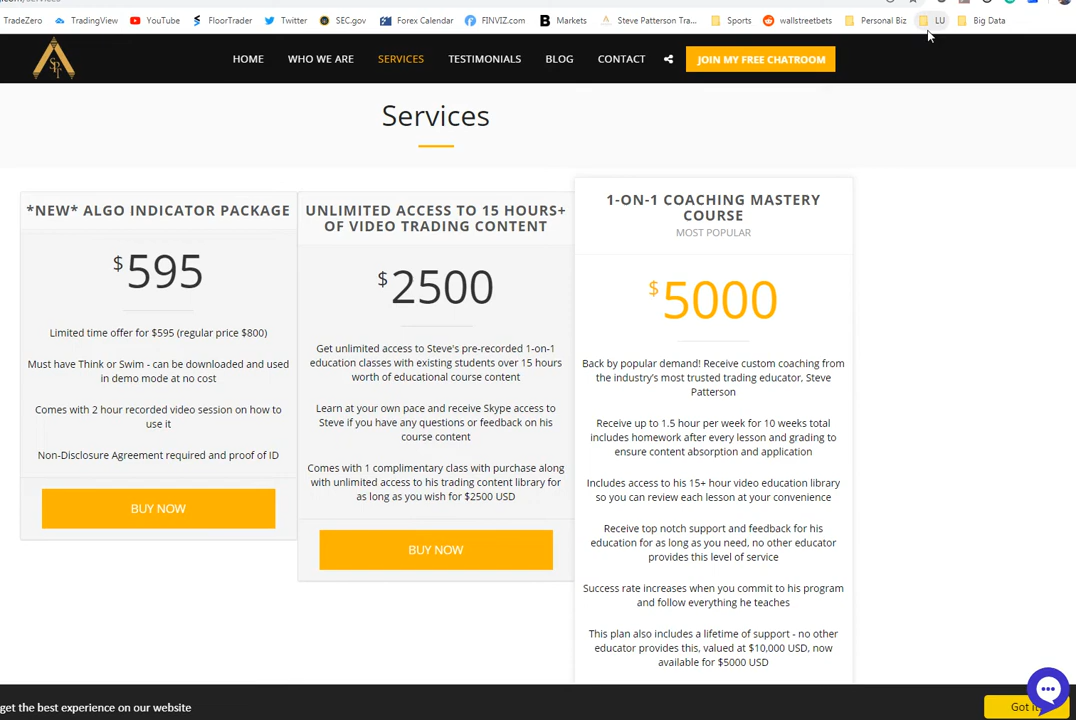 TradeZero TradingView YouTube FloorTrader Twitter SEC.gov Forex Calendar FINVIZ.com Markets Steve Patterson Tra... Sports wallstreetbets Personal Biz LU Big Data
SPT
HOME WHO WE ARE SERVICES TESTIMONIALS BLOG CONTACT JOIN MY FREE CHATROOM
Services
*NEW* ALGO INDICATOR PACKAGE
$595
Limited time offer for $595 (regular price $800)
Must have Think or Swim - can be downloaded and used
in demo mode at no cost
Comes with 2 hour recorded video session on how to
use it
Non-Disclosure Agreement required and proof of ID
BUY NOW
UNLIMITED ACCESS TO 15 HOURS+
OF VIDEO TRADING CONTENT
$2500
Get unlimited access to Steve's pre-recorded 1-on-1
education classes with existing students over 15 hours
worth of educational course content
Learn at your own pace and receive Skype access to
Steve if you have any questions or feedback on his
course content
Comes with 1 complimentary class with purchase along
with unlimited access to his trading content library for
as long as you wish for $2500 USD
BUY NOW
1-ON-1 COACHING MASTERY
COURSE
MOST POPULAR
$5000
Back by popular demand! Receive custom coaching from
the industry's most trusted trading educator, Steve
Patterson
Receive up to 1.5 hour per week for 10 weeks total
includes homework after every lesson and grading to
ensure content absorption and application
Includes access to his 15+ hour video education library
so you can review each lesson at your convenience
Receive top notch support and feedback for his
education for as long as you need, no other educator
provides this level of service
Success rate increases when you commit to his program
and follow everything he teaches
This plan also includes a lifetime of support - no other
educator provides this, valued at $10,000 USD, now
available for $5000 USD
get the best experience on our website
Got it